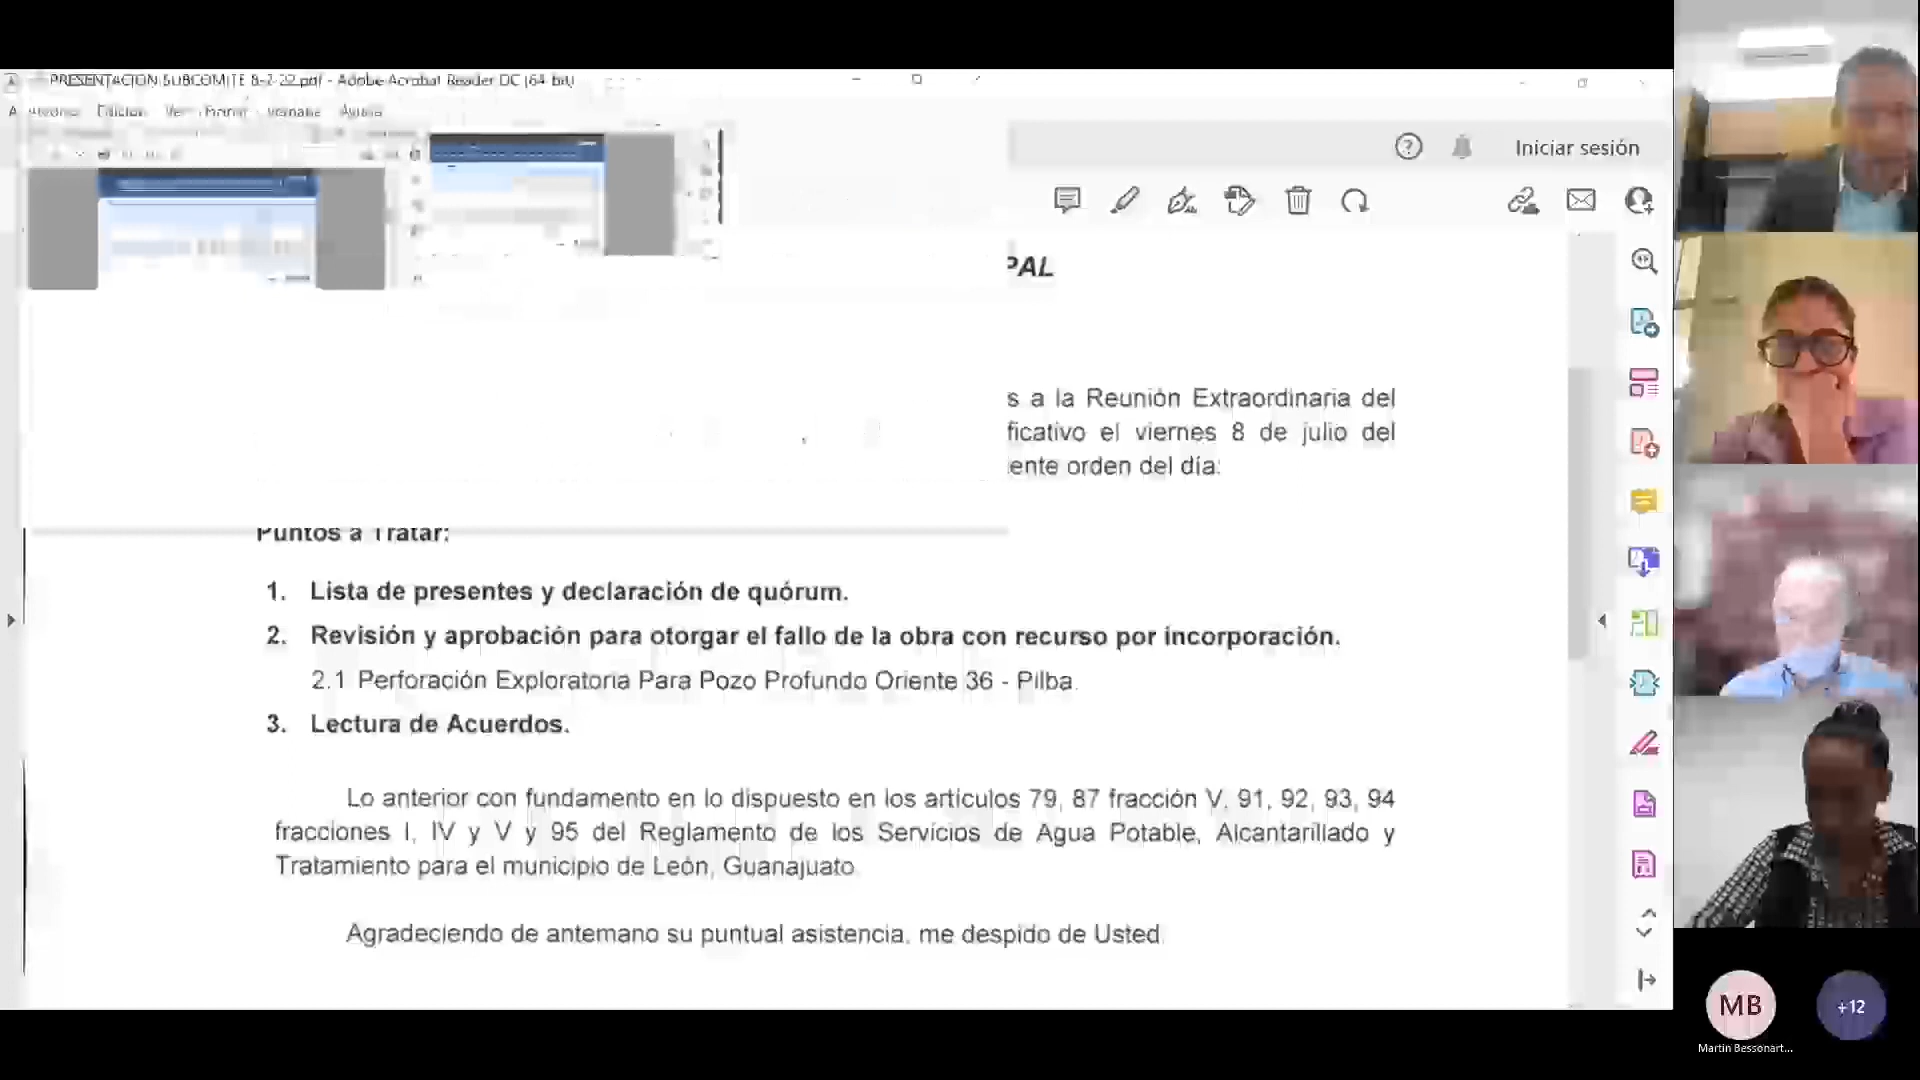 PRESENTACION SUBCOMITE 8-7-22.pdf - Adobe Acrobat Reader DC (64-bit)
Ayuda
Iniciar sesión
PAL
s a la Reunión Extraordinaria del
ficativo el viernes 8 de julio del
iente orden del día:
Puntos a Tratar:
1. Lista de presentes y declaración de quórum.
2. Revisión y aprobación para otorgar el fallo de la obra con recurso por incorporación.
2.1 Perforación Exploratoria Para Pozo Profundo Oriente 36 - Pilba.
3. Lectura de Acuerdos.
Lo anterior con fundamento en lo dispuesto en los artículos 79, 87 fracción V, 91, 92, 93, 94
fracciones I, IV y V y 95 del Reglamento de los Servicios de Agua Potable, Alcantarillado y
Tratamiento para el municipio de León, Guanajuato.
Agradeciendo de antemano su puntual asistencia, me despido de Usted.
MB
+12
Martin Bessonart...